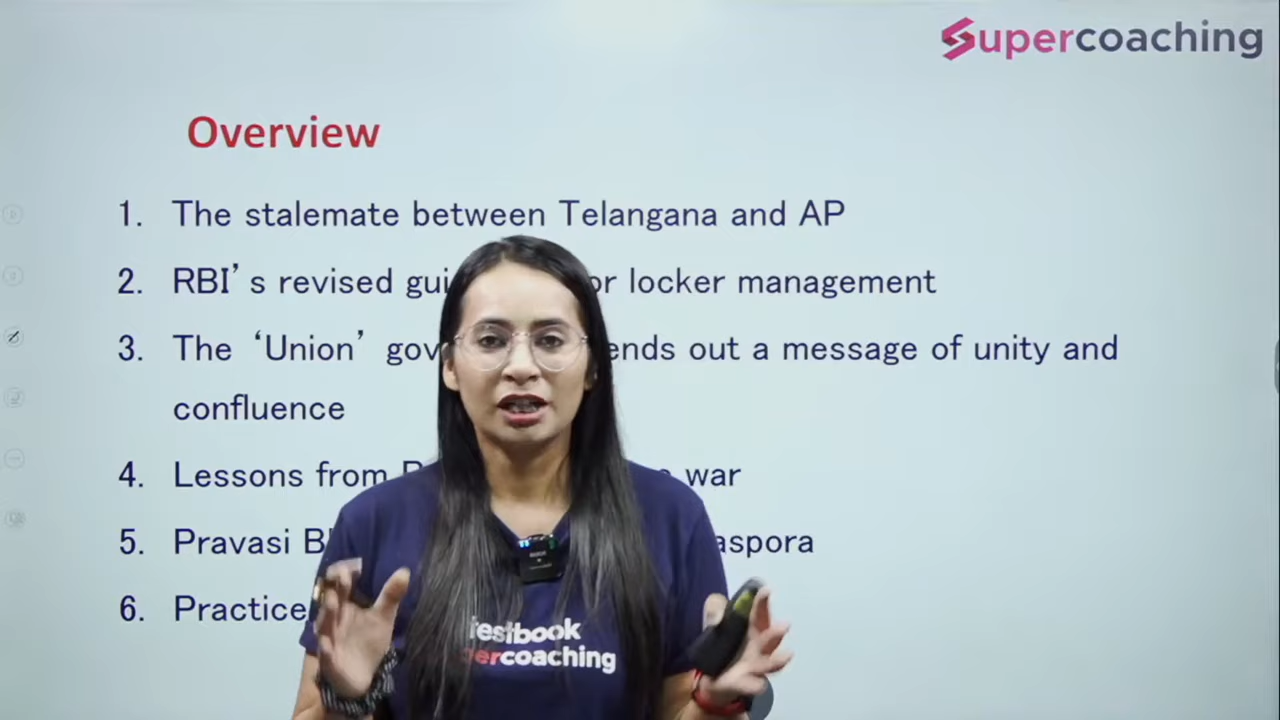 Supercoaching
Overview
1. The stalemate between Telangana and AP
2. RBI’s revised gui or locker management
3. The ‘Union’ gov ends out a message of unity and
confluence
4. Lessons from war
5. Pravasi B aspora
6. Practice
testbook
supercoaching